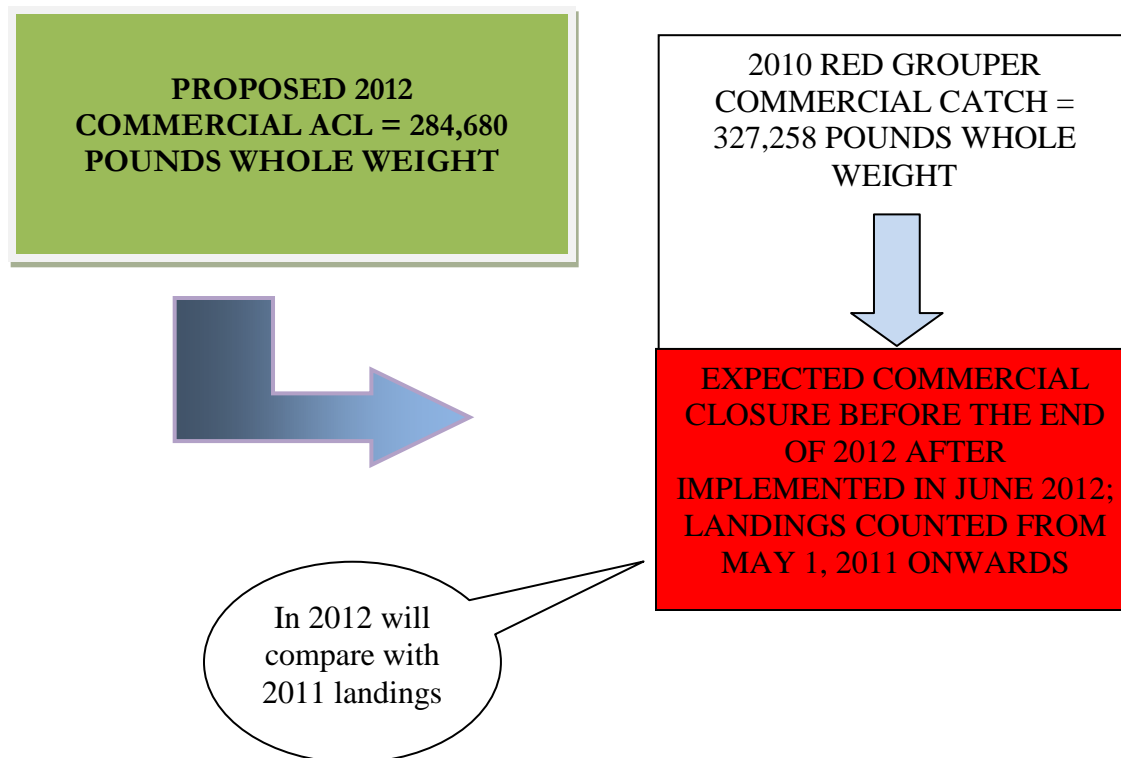 PROPOSED 2012
COMMERCIAL ACL = 284,680
POUNDS WHOLE WEIGHT
2010 RED GROUPER
COMMERCIAL CATCH =
327,258 POUNDS WHOLE
WEIGHT
EXPECTED COMMERCIAL
CLOSURE BEFORE THE END
OF 2012 AFTER
IMPLEMENTED IN JUNE 2012;
LANDINGS COUNTED FROM
MAY 1, 2011 ONWARDS
In 2012 will
compare with
2011 landings